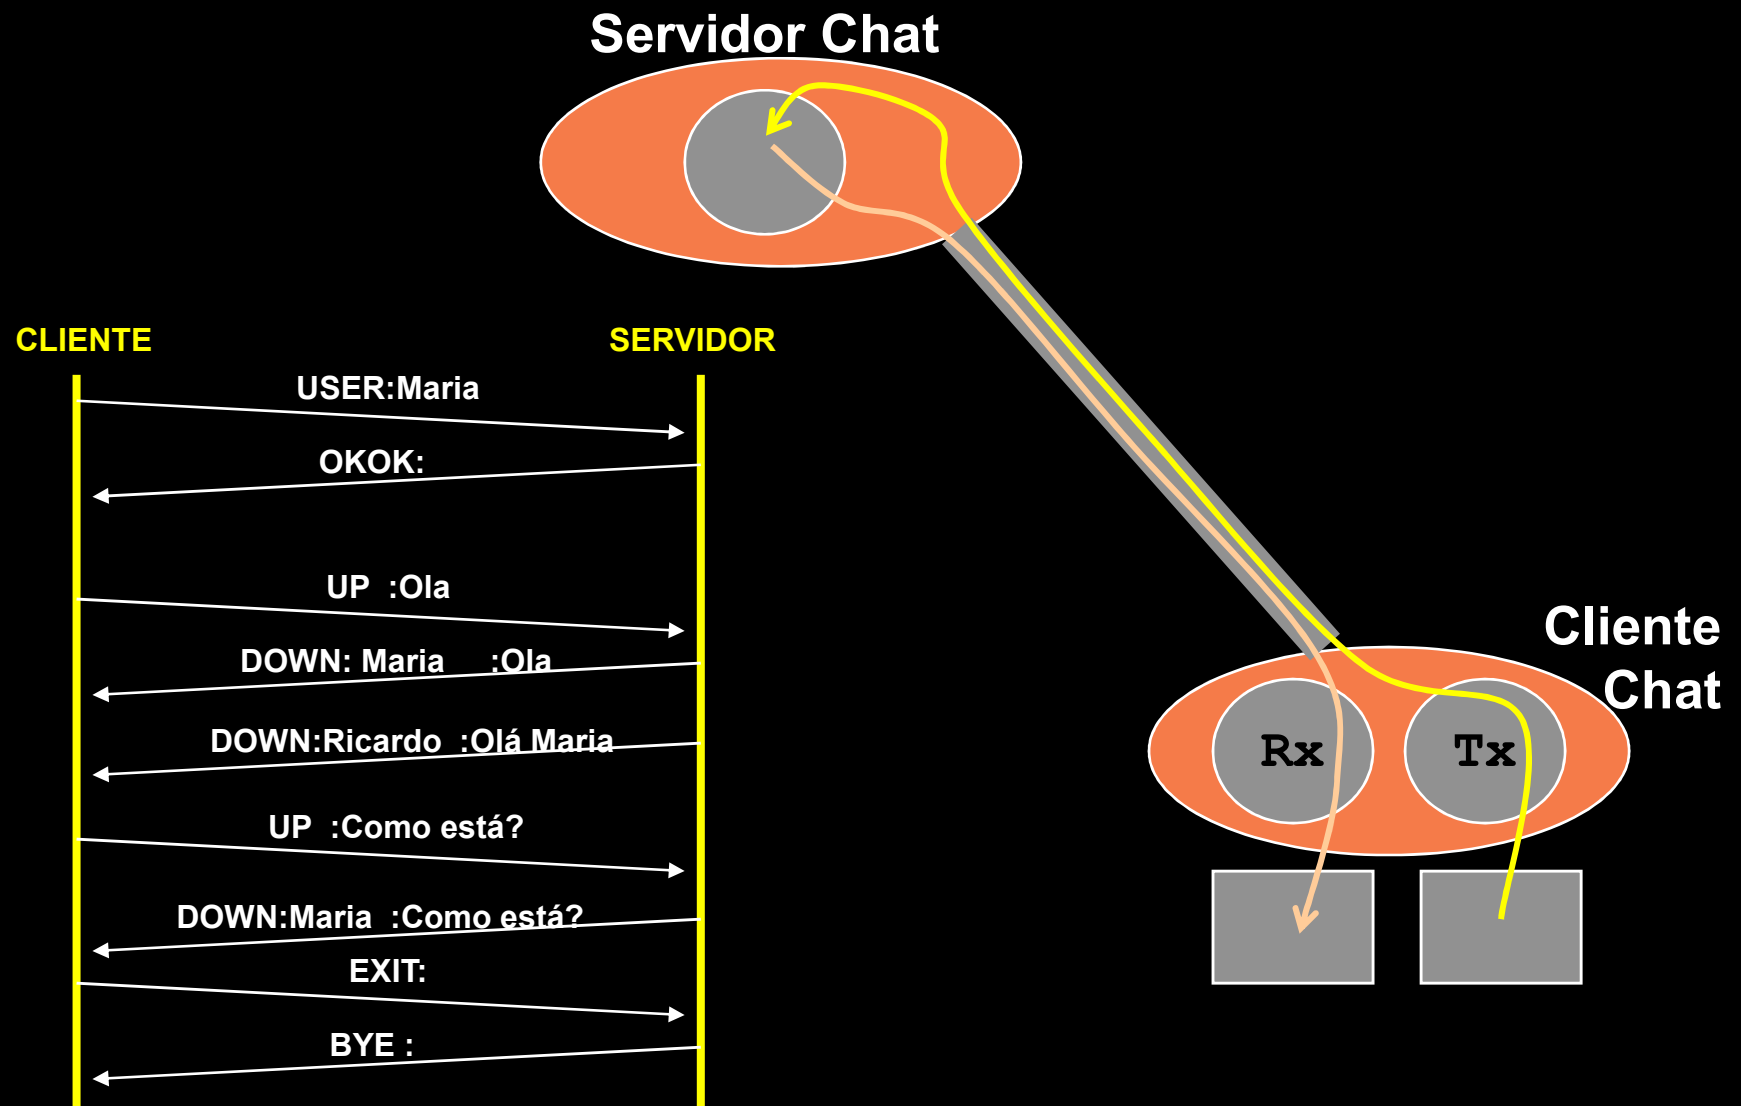 Servidor Chat
CLIENTE
SERVIDOR
USER:Maria
OKOK:
UP  :Ola
DOWN: Maria     :Ola
DOWN:Ricardo  :Olá Maria
UP  :Como está?
DOWN:Maria  :Como está?
EXIT:
BYE :
Cliente
Chat
Rx
Tx